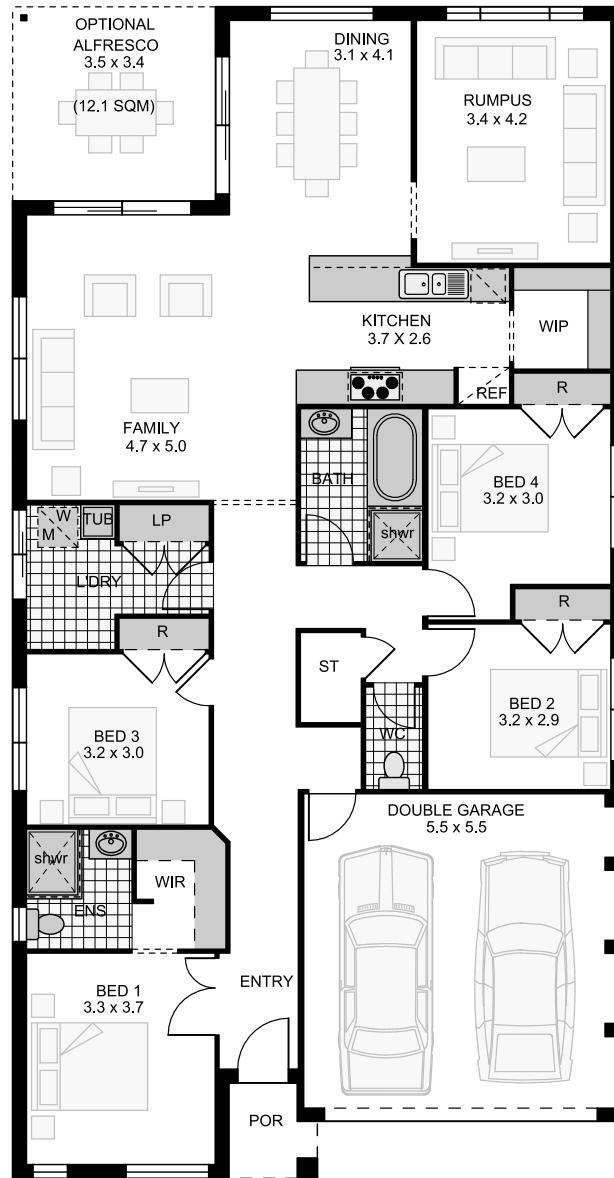 OPTIONAL
ALFRESCO
3.5 x 3.4
(12.1 SQM)
DINING
3.1 x 4.1
RUMPUS
3.4 x 4.2
KITCHEN
3.7 X 2.6
WIP
REF
R
FAMILY
4.7 x 5.0
BATH
shwr
BED 4
3.2 x 3.0
W
M
TUB
LP
L'DRY
R
R
ST
BED 3
3.2 x 3.0
WC
BED 2
3.2 x 2.9
DOUBLE GARAGE
5.5 x 5.5
shwr
ENS
WIR
BED 1
3.3 x 3.7
ENTRY
POR